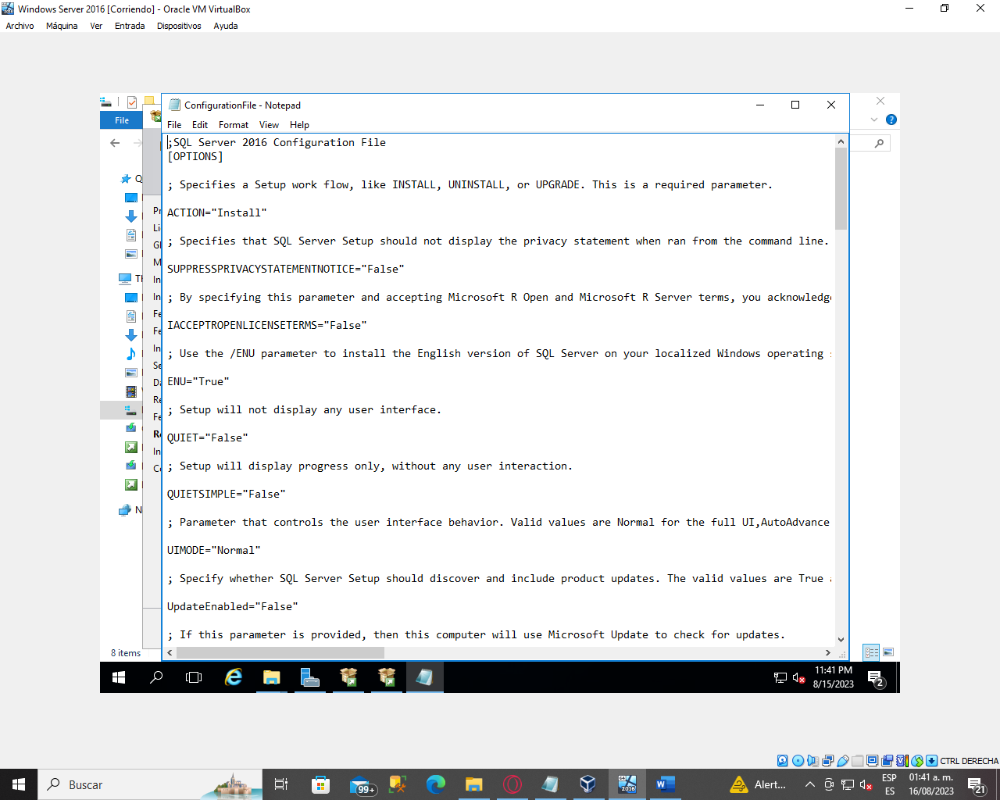 Windows Server 2016 [Corriendo] - Oracle VM VirtualBox
Archivo Máquina Ver Entrada Dispositivos Ayuda
ConfigurationFile - Notepad
File
File Edit Format View Help
;SQL Server 2016 Configuration File
[OPTIONS]
; Specifies a Setup work flow, like INSTALL, UNINSTALL, or UPGRADE. This is a required parameter.
ACTION="Install"
; Specifies that SQL Server Setup should not display the privacy statement when ran from the command line.
SUPPRESSPRIVACYSTATEMENTNOTICE="False"
; By specifying this parameter and accepting Microsoft R Open and Microsoft R Server terms, you acknowledge
IACCEPTROPENLICENSETERMS="False"
; Use the /ENU parameter to install the English version of SQL Server on your localized Windows operating
ENU="True"
; Setup will not display any user interface.
QUIET="False"
; Setup will display progress only, without any user interaction.
QUIETSIMPLE="False"
; Parameter that controls the user interface behavior. Valid values are Normal for the full UI,AutoAdvance
UIMODE="Normal"
; Specify whether SQL Server Setup should discover and include product updates. The valid values are True
UpdateEnabled="False"
; If this parameter is provided, then this computer will use Microsoft Update to check for updates.
8 items
11:41 PM
8/15/2023
2
CTRL DERECHA
Buscar
99+
Alert...
ESP
ES
01:41 a. m.
16/08/2023
21